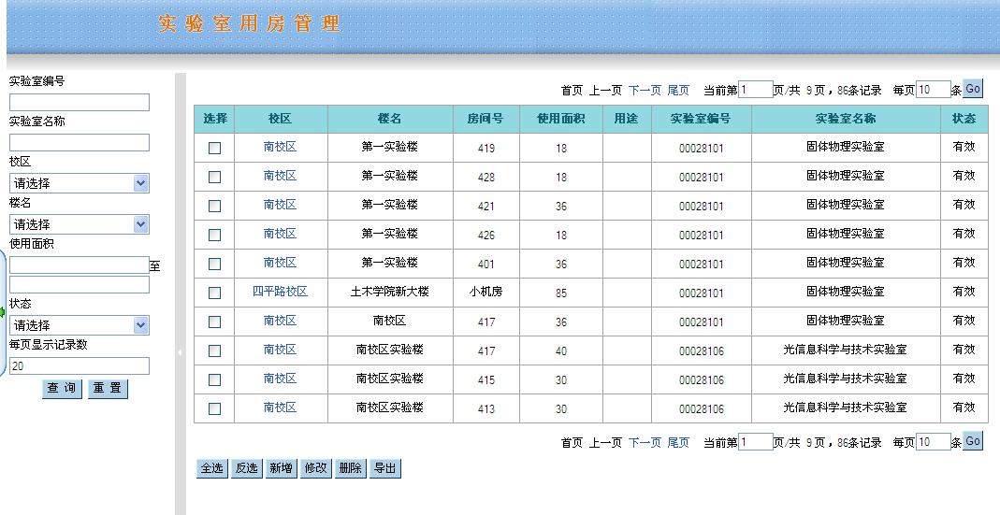 实验室用房管理
实验室编号
实验室名称
校区
请选择
楼名
请选择
使用面积
至
状态
请选择
每页显示记录数
20
查 询 重 置
首页 上一页 下一页 尾页 当前第1页/共 9 页，86条记录 每页10条Go
选择 校区 楼名 房间号 使用面积 用途 实验室编号 实验室名称 状态
南校区 第一实验楼 419 18 00028101 固体物理实验室 有效
南校区 第一实验楼 428 18 00028101 固体物理实验室 有效
南校区 第一实验楼 421 36 00028101 固体物理实验室 有效
南校区 第一实验楼 426 18 00028101 固体物理实验室 有效
南校区 第一实验楼 401 36 00028101 固体物理实验室 有效
四平路校区 土木学院新大楼 小机房 85 00028101 固体物理实验室 有效
南校区 南校区 417 36 00028101 固体物理实验室 有效
南校区 南校区实验楼 417 40 00028106 光信息科学与技术实验室 有效
南校区 南校区实验楼 415 30 00028106 光信息科学与技术实验室 有效
南校区 南校区实验楼 413 30 00028106 光信息科学与技术实验室 有效
首页 上一页 下一页 尾页 当前第1页/共 9 页，86条记录 每页10条Go
全选 反选 新增 修改 删除 导出